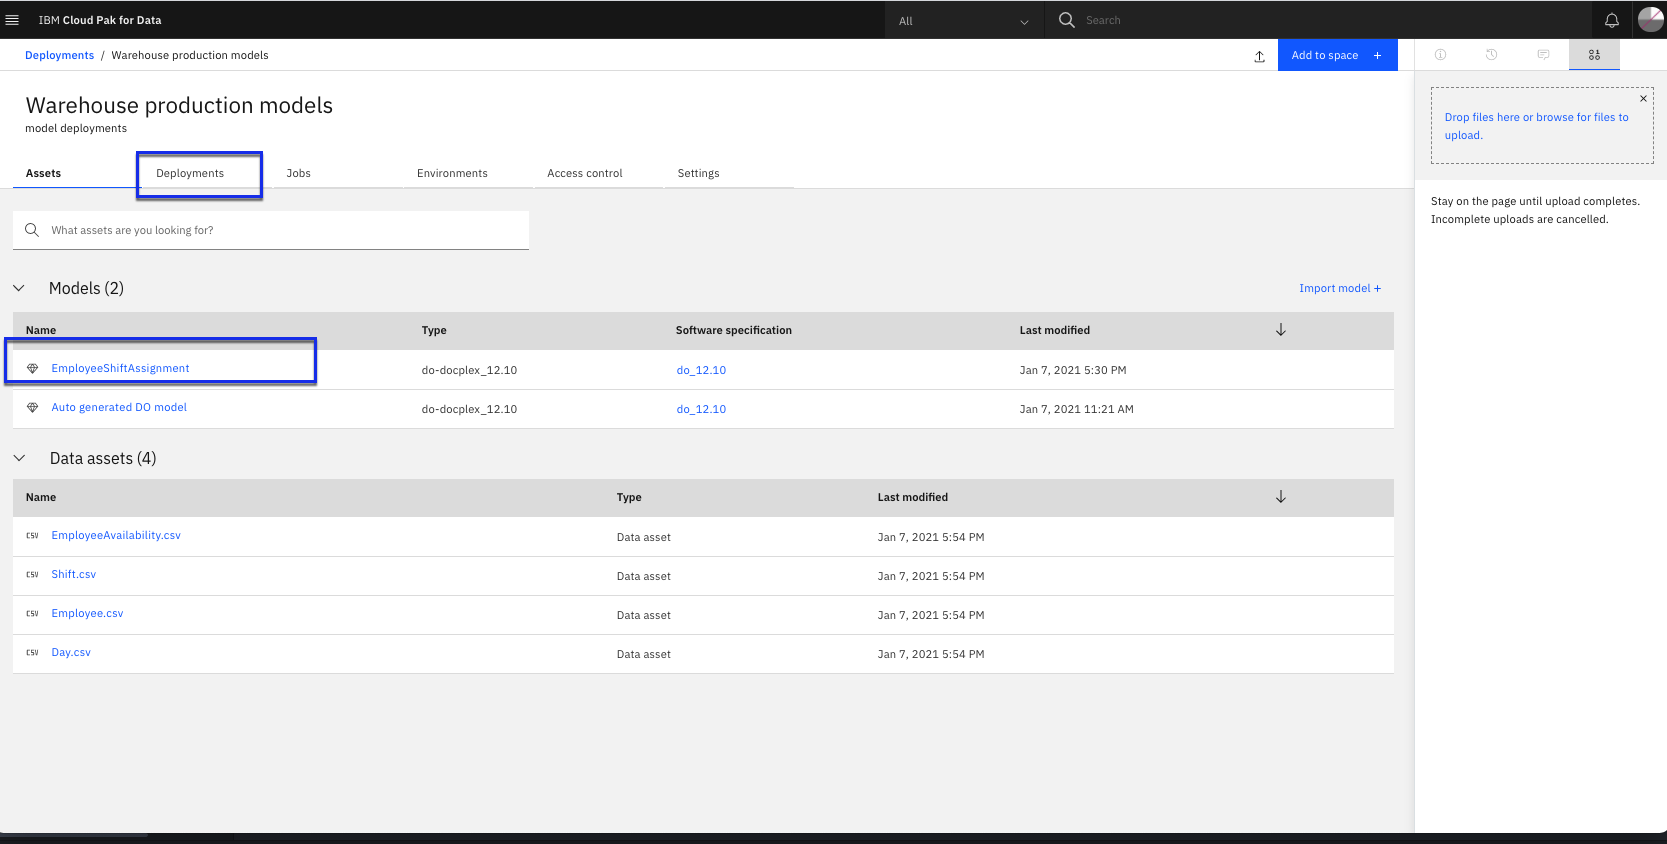 IBM Cloud Pak for Data
All
Search
Deployments / Warehouse production models
Add to space +
Warehouse production models
model deployments
Assets Deployments Jobs Environments Access control Settings
What assets are you looking for?
Models (2)
Import model +
Name Type Software specification Last modified
EmployeeShiftAssignment do-docplex_12.10 do_12.10 Jan 7, 2021 5:30 PM
Auto generated DO model do-docplex_12.10 do_12.10 Jan 7, 2021 11:21 AM
Data assets (4)
Name Type Last modified
CSV EmployeeAvailability.csv Data asset Jan 7, 2021 5:54 PM
CSV Shift.csv Data asset Jan 7, 2021 5:54 PM
CSV Employee.csv Data asset Jan 7, 2021 5:54 PM
CSV Day.csv Data asset Jan 7, 2021 5:54 PM
Drop files here or browse for files to
upload.
Stay on the page until upload completes.
Incomplete uploads are cancelled.